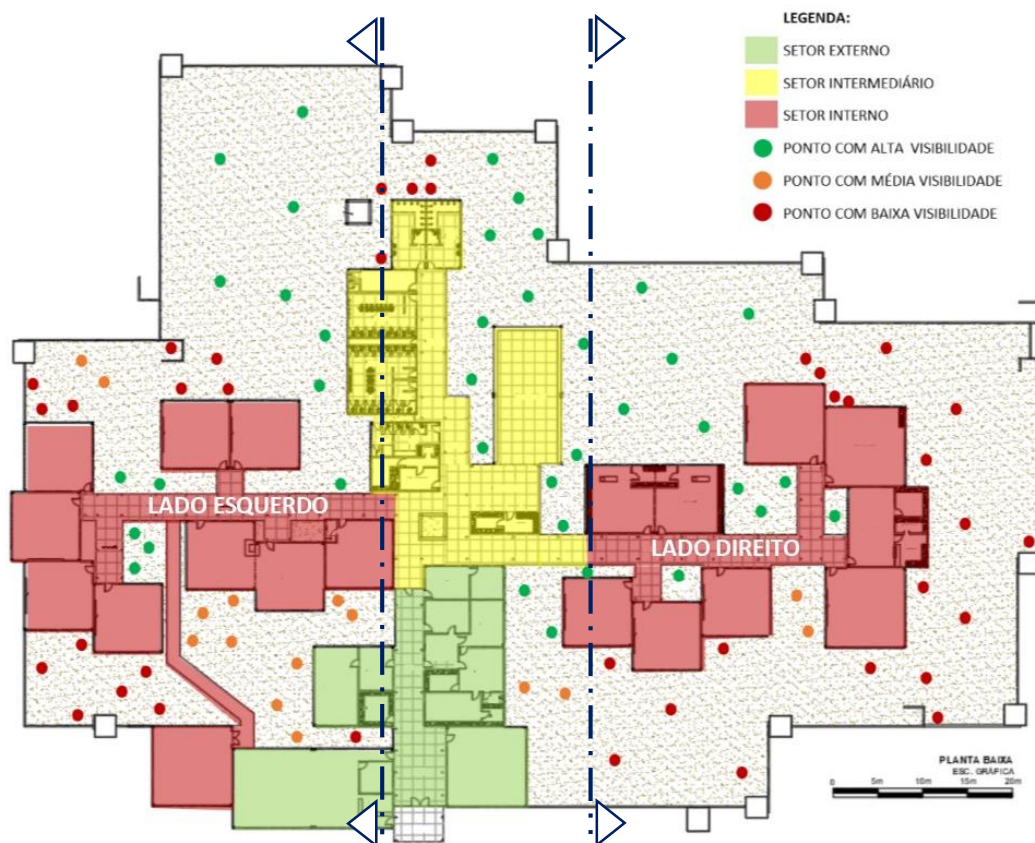 LEGENDA:
SETOR EXTERNO
SETOR INTERMEDIÁRIO
SETOR INTERNO
PONTO COM ALTA VISIBILIDADE
PONTO COM MÉDIA VISIBILIDADE
PONTO COM BAIXA VISIBILIDADE
LADO ESQUERDO
LADO DIREITO
PLANTA BAIXA
ESC. GRÁFICA
0 5m 10m 15m 20m